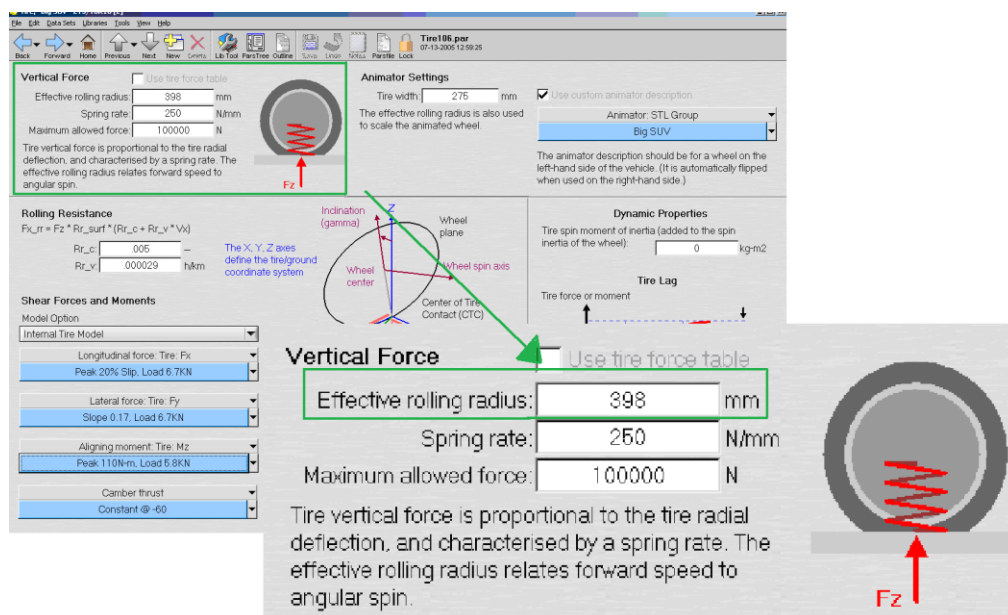 File Edit Data Sets Libraries Tools View Help
Back Forward Home Previous Next New Delete Lib Tool ParsTree Outline Save Undo Notes Parsfile Lock
Tire106.par
07-13-2005 12:59:25
Vertical Force
Use tire force table
Effective rolling radius: 398 mm
Spring rate: 250 N/mm
Maximum allowed force: 100000 N
Tire vertical force is proportional to the tire radial
deflection, and characterised by a spring rate. The
effective rolling radius relates forward speed to
angular spin.
Fz
Animator Settings
Tire width: 275 mm
The effective rolling radius is also used
to scale the animated wheel.
Use custom animator description
Animator: STL Group
Big SUV
The animator description should be for a wheel on the
left-hand side of the vehicle. (It is automatically flipped
when used on the right-hand side.)
Rolling Resistance
Fx_rr = Fz * Rr_surf * (Rr_c + Rr_v * Vx)
Rr_c: .005 –
Rr_v: .000029 h/km
The X, Y, Z axes
define the tire/ground
coordinate system
Inclination
(gamma)
Z
Wheel
plane
Wheel spin axis
Wheel
center
Center of Tire
Contact (CTC)
Dynamic Properties
Tire spin moment of inertia (added to the spin
inertia of the wheel): 0 kg-m2
Tire Lag
Tire force or moment
Shear Forces and Moments
Model Option
Internal Tire Model
Longitudinal force: Tire: Fx
Peak 20% Slip, Load 6.7KN
Lateral force: Tire: Fy
Slope 0.17, Load 6.7KN
Aligning moment: Tire: Mz
Peak 110N-m, Load 5.8KN
Camber thrust
Constant @ -60
Vertical Force
Use tire force table
Effective rolling radius: 398 mm
Spring rate: 250 N/mm
Maximum allowed force: 100000 N
Tire vertical force is proportional to the tire radial
deflection, and characterised by a spring rate. The
effective rolling radius relates forward speed to
angular spin.
Fz